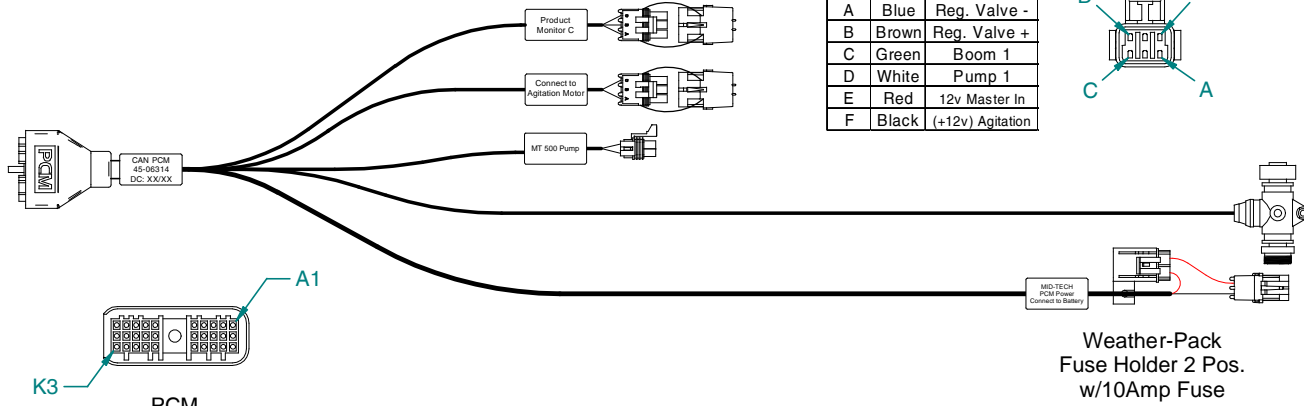 Product
Monitor C
A Blue Reg. Valve -
B Brown Reg. Valve +
C Green Boom 1
D White Pump 1
E Red 12v Master In
F Black (+12v) Agitation
C
A
Connect to
Agitation Motor
MT 500 Pump
PCM
CAN PCM
45-06314
DC: XX/XX
A1
K3
MID-TECH
PCM Power
Connect to Battery
Weather-Pack
Fuse Holder 2 Pos.
w/10Amp Fuse